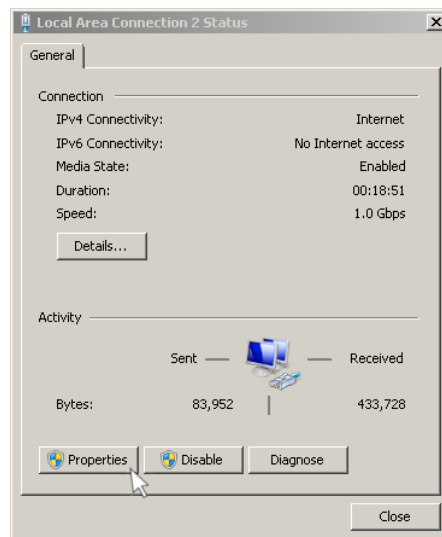 Local Area Connection 2 Status
General
Connection
IPv4 Connectivity: Internet
IPv6 Connectivity: No Internet access
Media State: Enabled
Duration: 00:18:51
Speed: 1.0 Gbps
Details...
Activity
Sent Received
Bytes: 83,952 433,728
Properties Disable Diagnose
Close